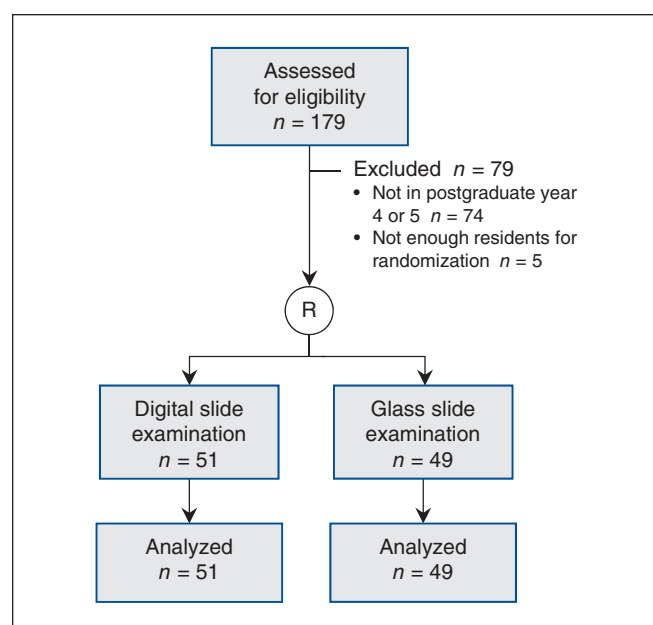 Assessed
for eligibility
n = 179
Excluded n = 79
• Not in postgraduate year
4 or 5 n = 74
• Not enough residents for
randomization n = 5
R
Digital slide
examination
n = 51
Glass slide
examination
n = 49
Analyzed
n = 51
Analyzed
n = 49